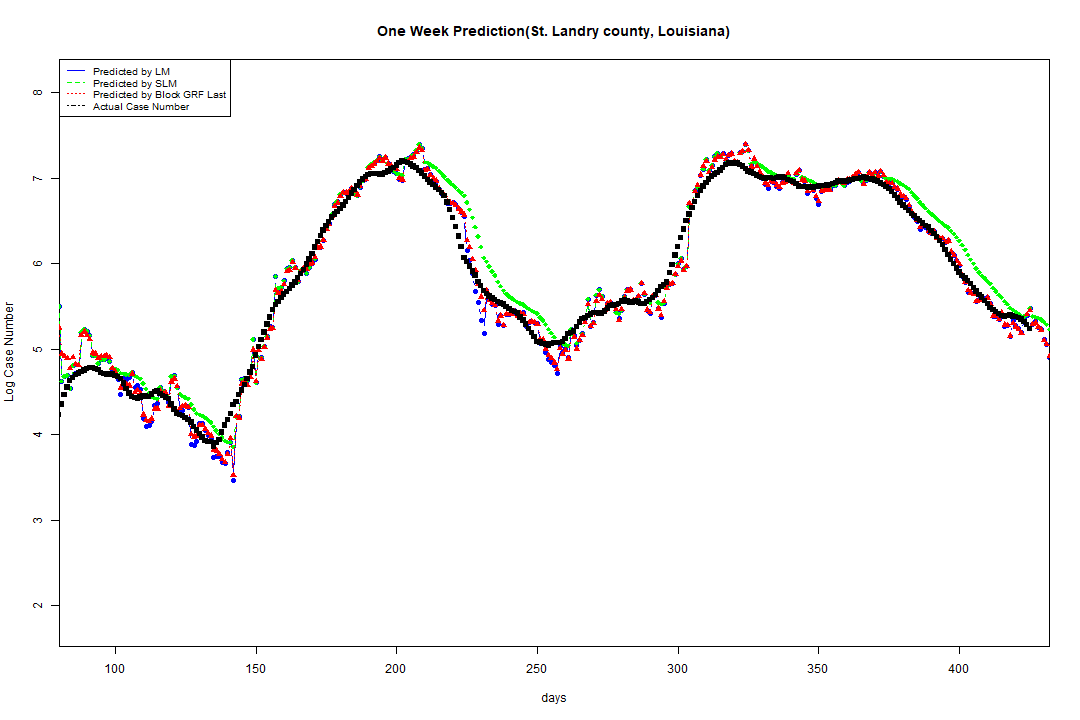 One Week Prediction(St. Landry county, Louisiana)
Predicted by LM
Predicted by SLM
Predicted by Block GRF Last
Actual Case Number
8
7
6
5
4
3
2
Log Case Number
100 150 200 250 300 350 400
days